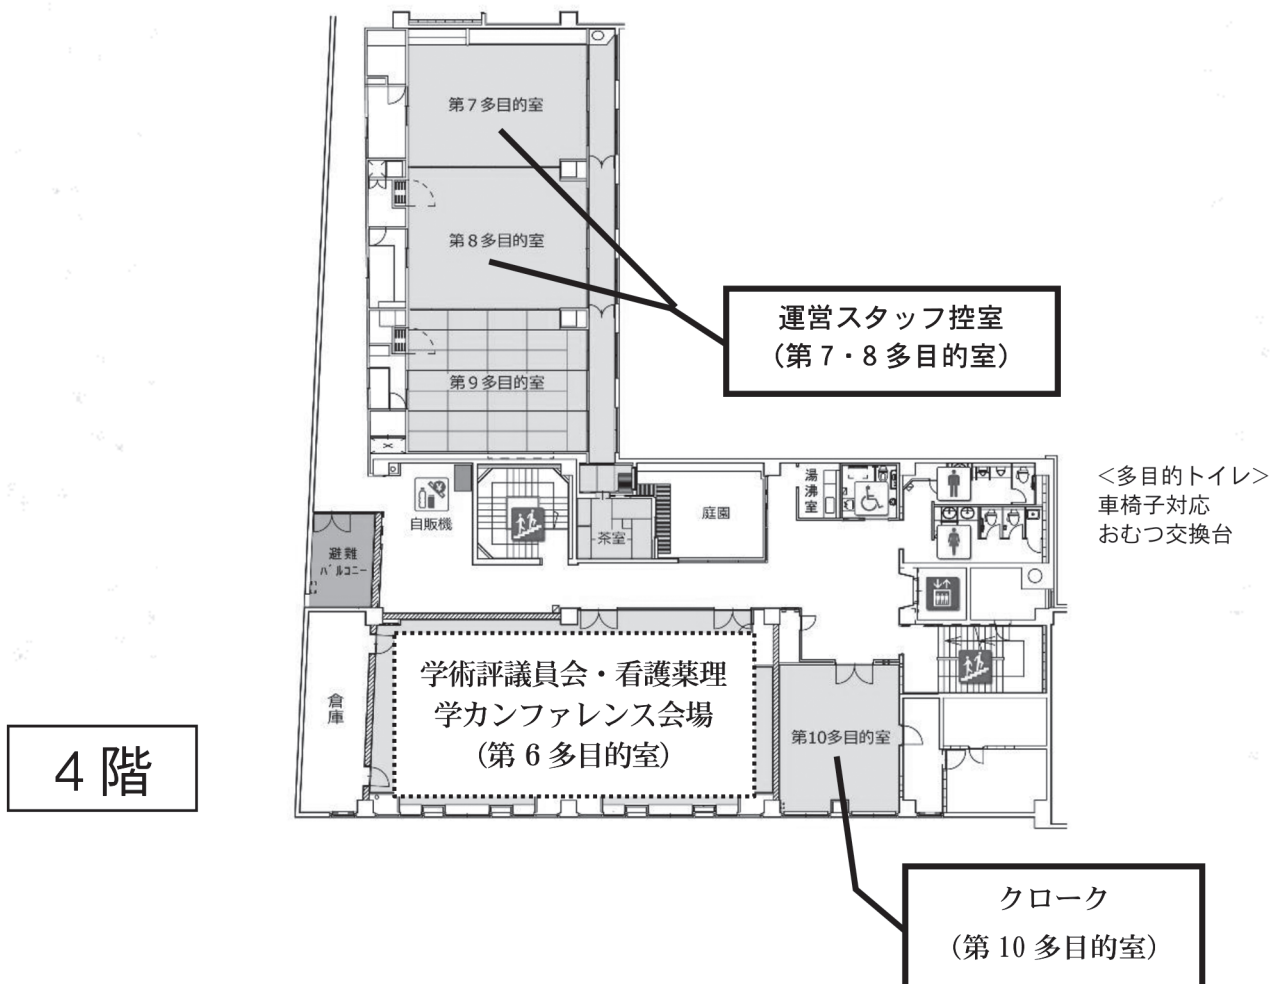 第7多目的室
第8多目的室
運営スタッフ控室
（第7・8多目的室）
第9多目的室
湯沸室
＜多目的トイレ＞
車椅子対応
おむつ交換台
自販機
茶室
庭園
避難
バルコニー
学術評議員会・看護薬理
学カンファレンス会場
（第6多目的室）
倉庫
第10多目的室
4階
クローク
（第10多目的室）